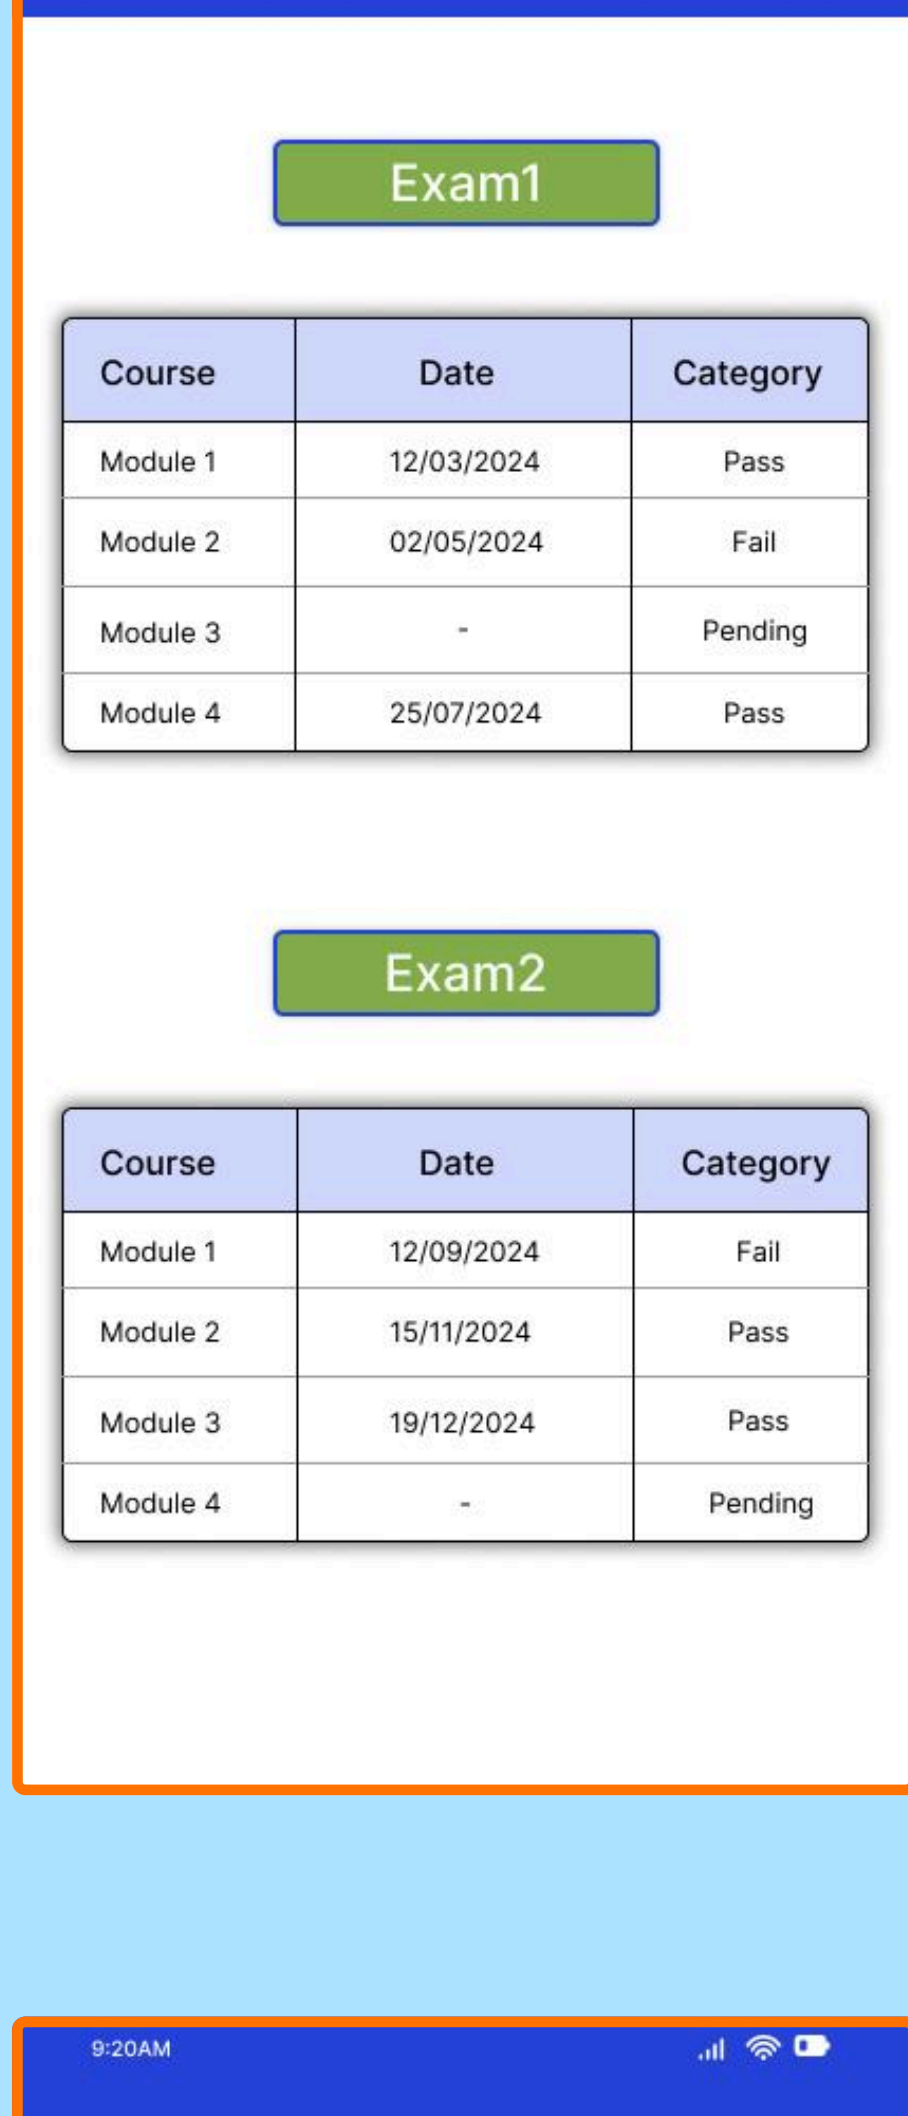 Exam1
Course Date Category
Module 1 12/03/2024 Pass
Module 2 02/05/2024 Fail
Module 3 - Pending
Module 4 25/07/2024 Pass
Exam2
Course Date Category
Module 1 12/09/2024 Fail
Module 2 15/11/2024 Pass
Module 3 19/12/2024 Pass
Module 4 - Pending
9:20AM